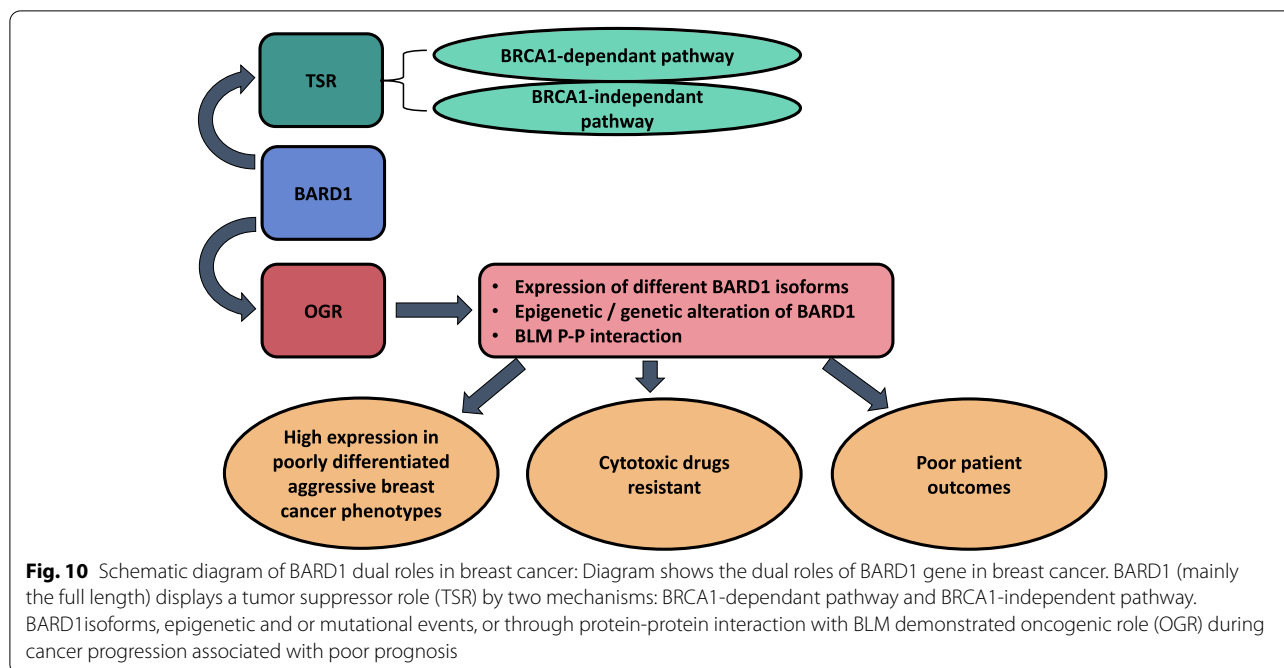 TSR
BRCA1-dependant pathway
BRCA1-independant
pathway
BARD1
OGR
• Expression of different BARD1 isoforms
• Epigenetic / genetic alteration of BARD1
• BLM P-P interaction
High expression in
poorly differentiated
aggressive breast
cancer phenotypes
Cytotoxic drugs
resistant
Poor patient
outcomes
Fig. 10 Schematic diagram of BARD1 dual roles in breast cancer: Diagram shows the dual roles of BARD1 gene in breast cancer. BARD1 (mainly
the full length) displays a tumor suppressor role (TSR) by two mechanisms: BRCA1-dependant pathway and BRCA1-independent pathway.
BARD1isoforms, epigenetic and or mutational events, or through protein-protein interaction with BLM demonstrated oncogenic role (OGR) during
cancer progression associated with poor prognosis